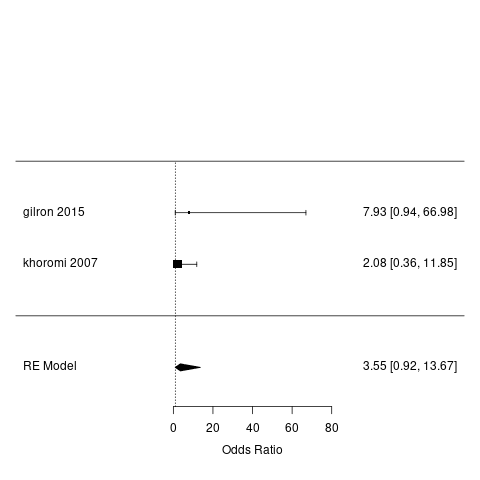 gilron 2015 7.93 [0.94, 66.98]
khoromi 2007 2.08 [0.36, 11.85]
RE Model 3.55 [0.92, 13.67]
0 20 40 60 80
Odds Ratio